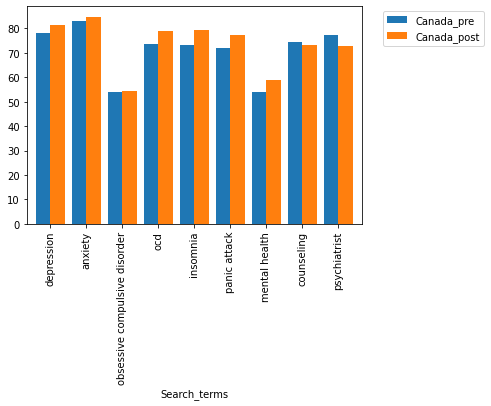 Canada_pre
Canada_post
80
70
60
50
40
30
20
10
0
depression
anxiety
obsessive compulsive disorder
ocd
insomnia
panic attack
mental health
counseling
psychiatrist
Search_terms